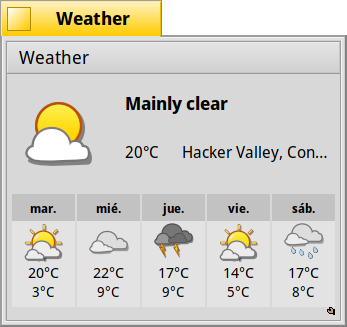 Weather
Weather
Mainly clear
20°C Hacker Valley, Con...
mar. mié. jue. vie. sáb.
20°C 22°C 17°C 14°C 17°C
3°C 9°C 9°C 5°C 8°C